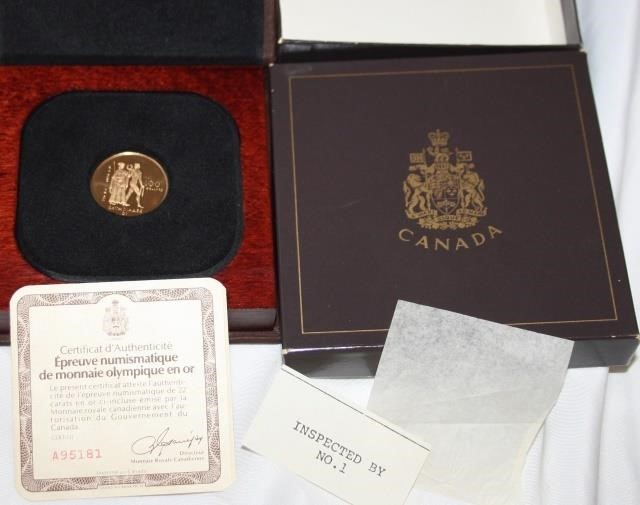 100
DOLLARS
CANADA
Certificat d'Authenticité
Épreuve numismatique
de monnaie olympique en or
Le present certificat atteste l'authenti-
cité de l'épreuve numismatique de 22
carats en or ci-incluse émise par la
Monnaie royale canadienne avec l'au-
torisation du Gouvernement du
Canada.
A95181
Directeur
Monnaie Royale Canadienne
INSPECTED BY
NO.1